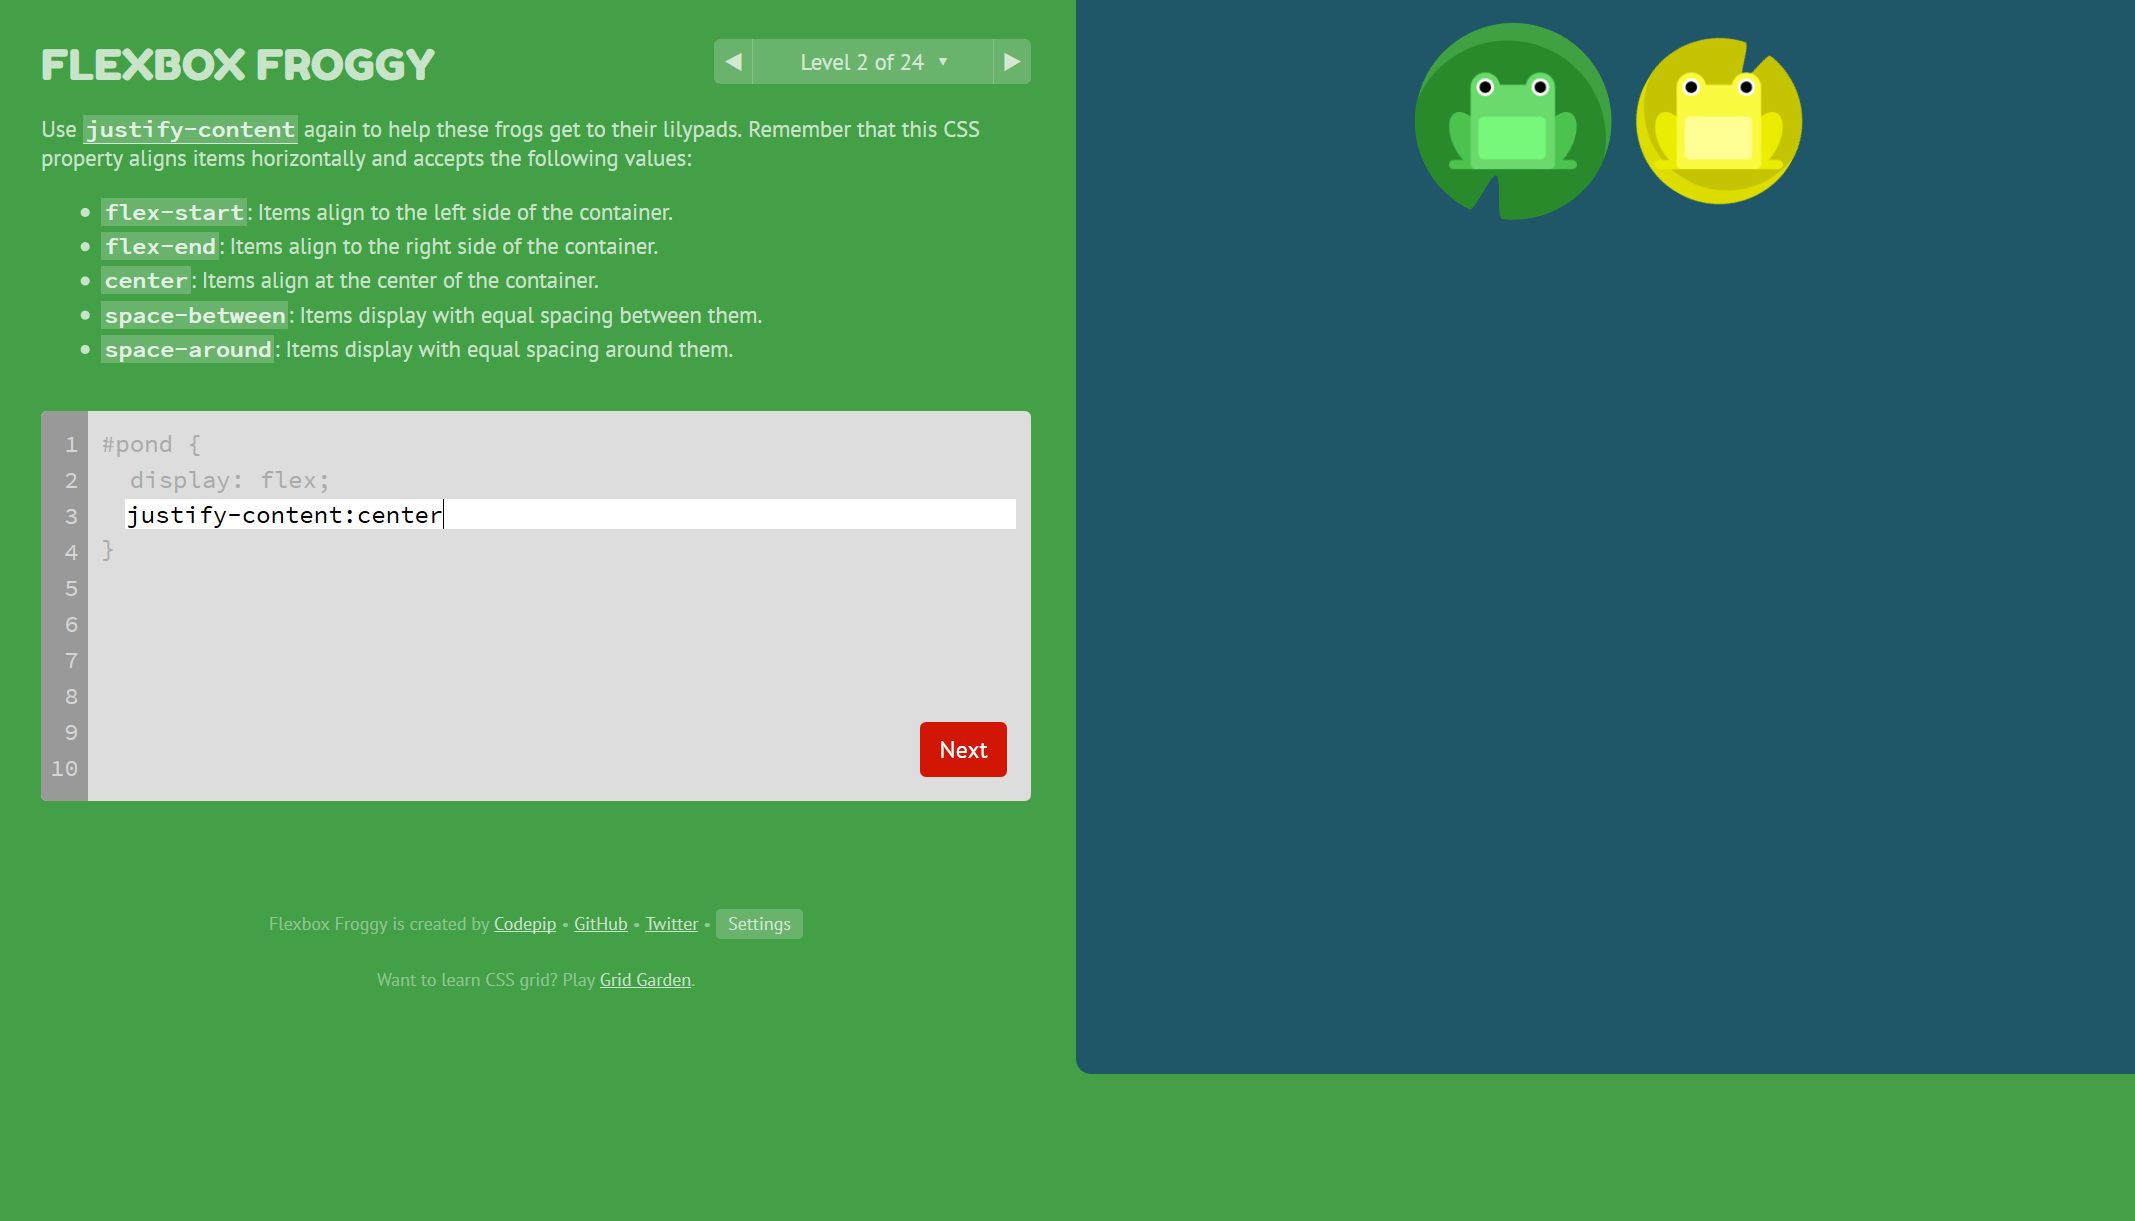 FLEXBOX FROGGY
◀ Level 2 of 24 ▼ ▶
Use justify-content again to help these frogs get to their lilypads. Remember that this CSS
property aligns items horizontally and accepts the following values:
• flex-start: Items align to the left side of the container.
• flex-end: Items align to the right side of the container.
• center: Items align at the center of the container.
• space-between: Items display with equal spacing between them.
• space-around: Items display with equal spacing around them.
1 #pond {
2 display: flex;
3 justify-content:center
4 }
5
6
7
8
9
10
Next
Flexbox Froggy is created by Codepip • GitHub • Twitter • Settings
Want to learn CSS grid? Play Grid Garden.